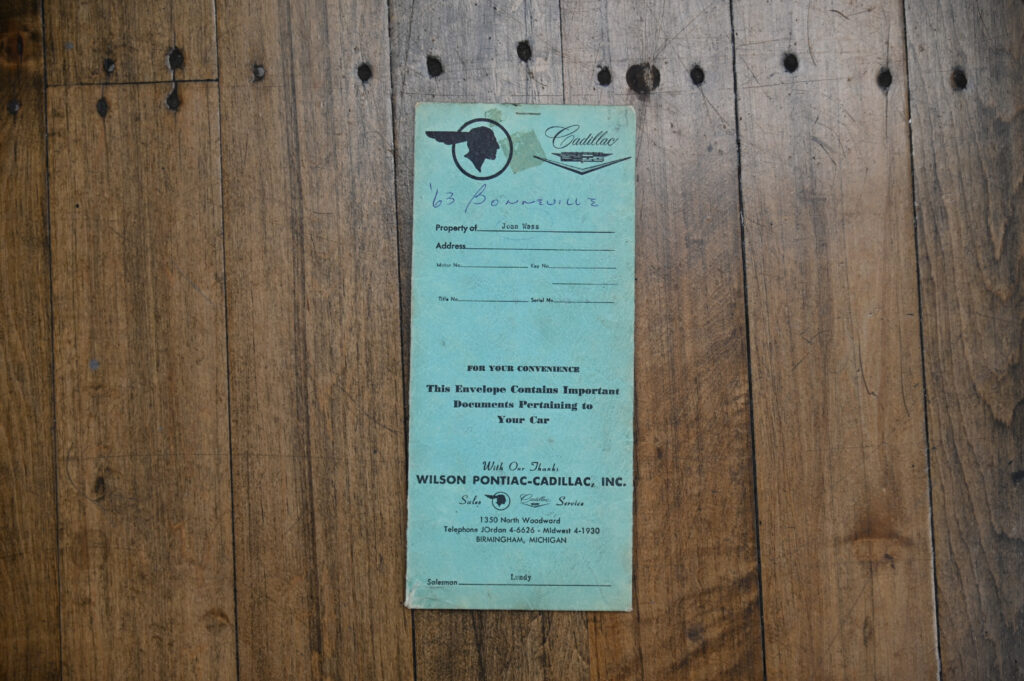 Cadillac
'63 BONNEVILLE
Property of Joan Wass
Address
Motor No. Key No.
Title No. Serial No.
FOR YOUR CONVENIENCE
This Envelope Contains Important
Documents Pertaining to
Your Car
With Our Thanks
WILSON PONTIAC-CADILLAC, INC.
Sales Cadillac Service
1350 North Woodward
Telephone JOrdan 4-6626 - Midwest 4-1930
BIRMINGHAM, MICHIGAN
Salesman Lundy